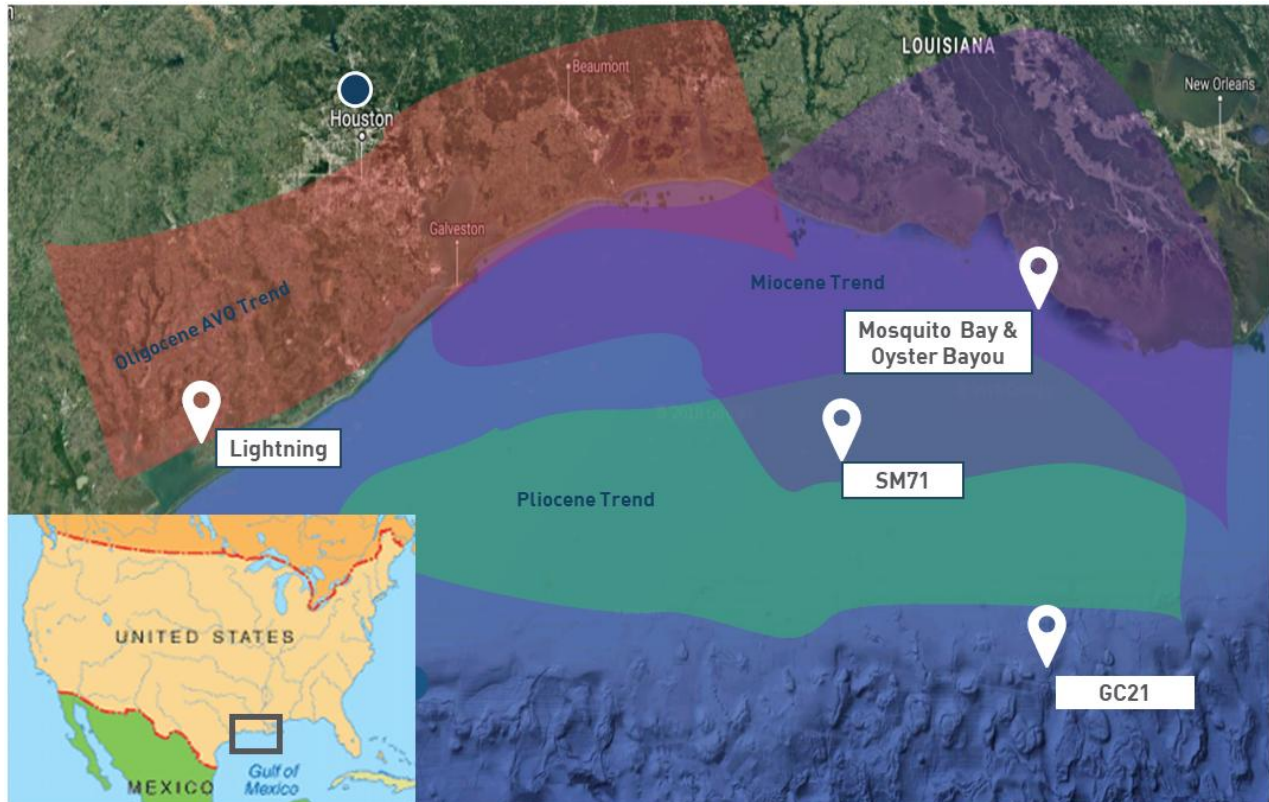 LOUISIANA
Beaumont
New Orleans
Houston
Galveston
Oligocene AVO Trend
Miocene Trend
Mosquito Bay &
Oyster Bayou
Lightning
SM71
Pliocene Trend
GC21
UNITED STATES
MEXICO
Gulf of
Mexico